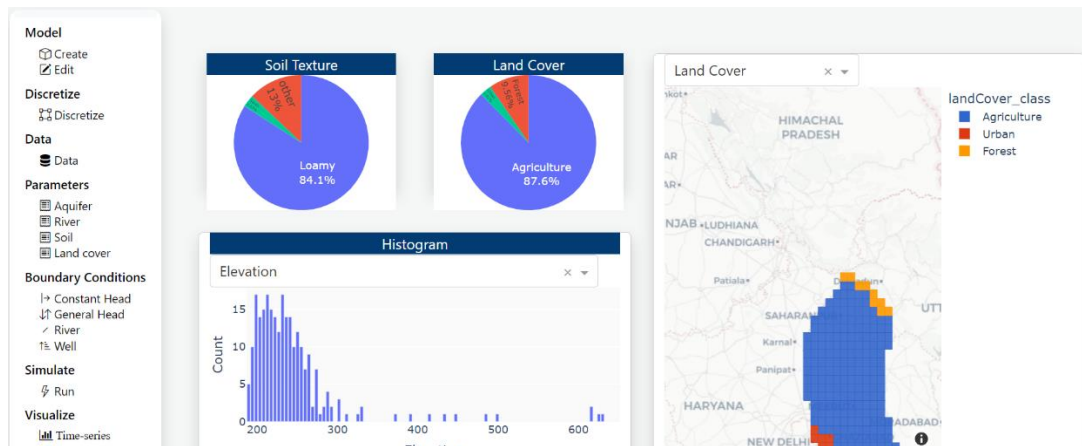 Model
Create
Edit
Discretize
Discretize
Data
Data
Parameters
Aquifer
River
Soil
Land cover
Boundary Conditions
Constant Head
General Head
River
Well
Simulate
Run
Visualize
Time-series
Soil Texture
other
13%
Loamy
84.1%
Land Cover
Forest
9.56%
Agriculture
87.6%
Histogram
Elevation
Count
15
10
5
0
200
300
400
500
600
Land Cover
landCover_class
Agriculture
Urban
Forest
HIMACHAL
PRADESH
LUDHIANA
CHANDIGARH
Patiala
Karnal
Panipat
HARYANA
NEW DELHI